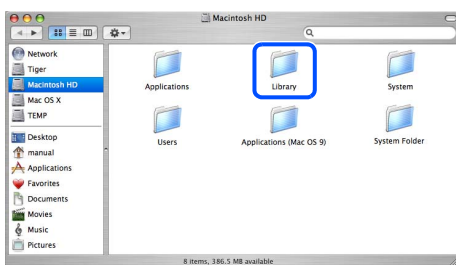 Macintosh HD
Network
Tiger
Macintosh HD
Mac OS X
TEMP
Desktop
manual
Applications
Favorites
Documents
Movies
Music
Pictures
Applications
Library
System
Users
Applications (Mac OS 9)
System Folder
8 items, 386.5 MB available